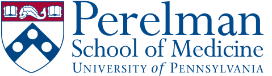 Perelman
School of Medicine
UNIVERSITY of PENNSYLVANIA